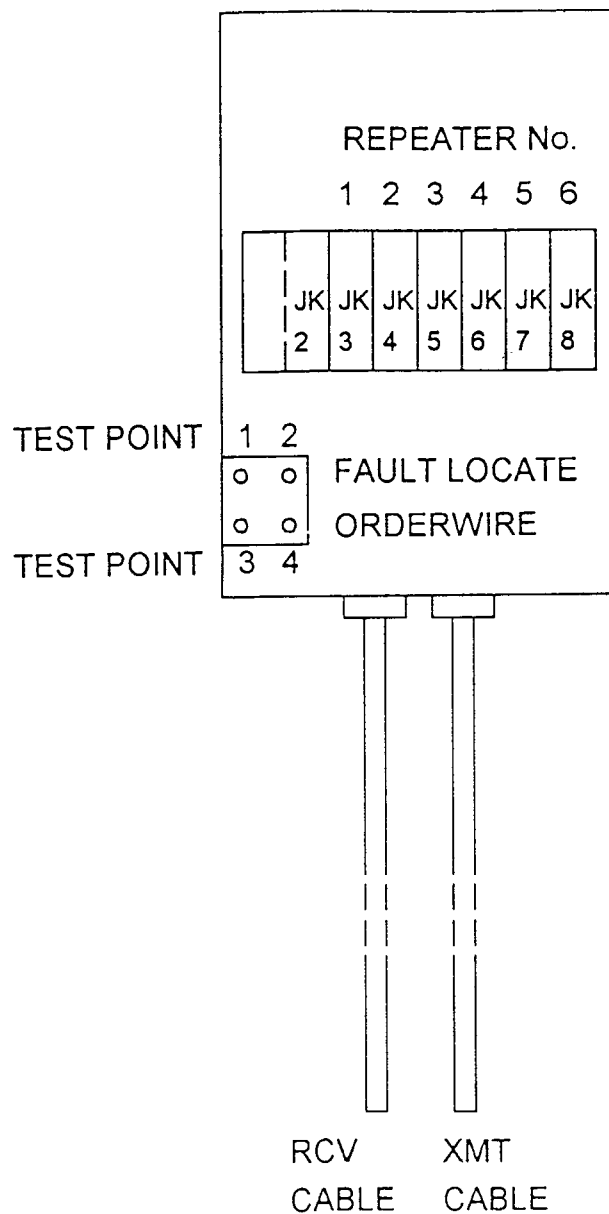 REPEATER No.
1 2 3 4 5 6
JK JK JK JK JK JK JK
2 3 4 5 6 7 8
TEST POINT 1 2
FAULT LOCATE
ORDERWIRE
TEST POINT 3 4
RCV XMT
CABLE CABLE